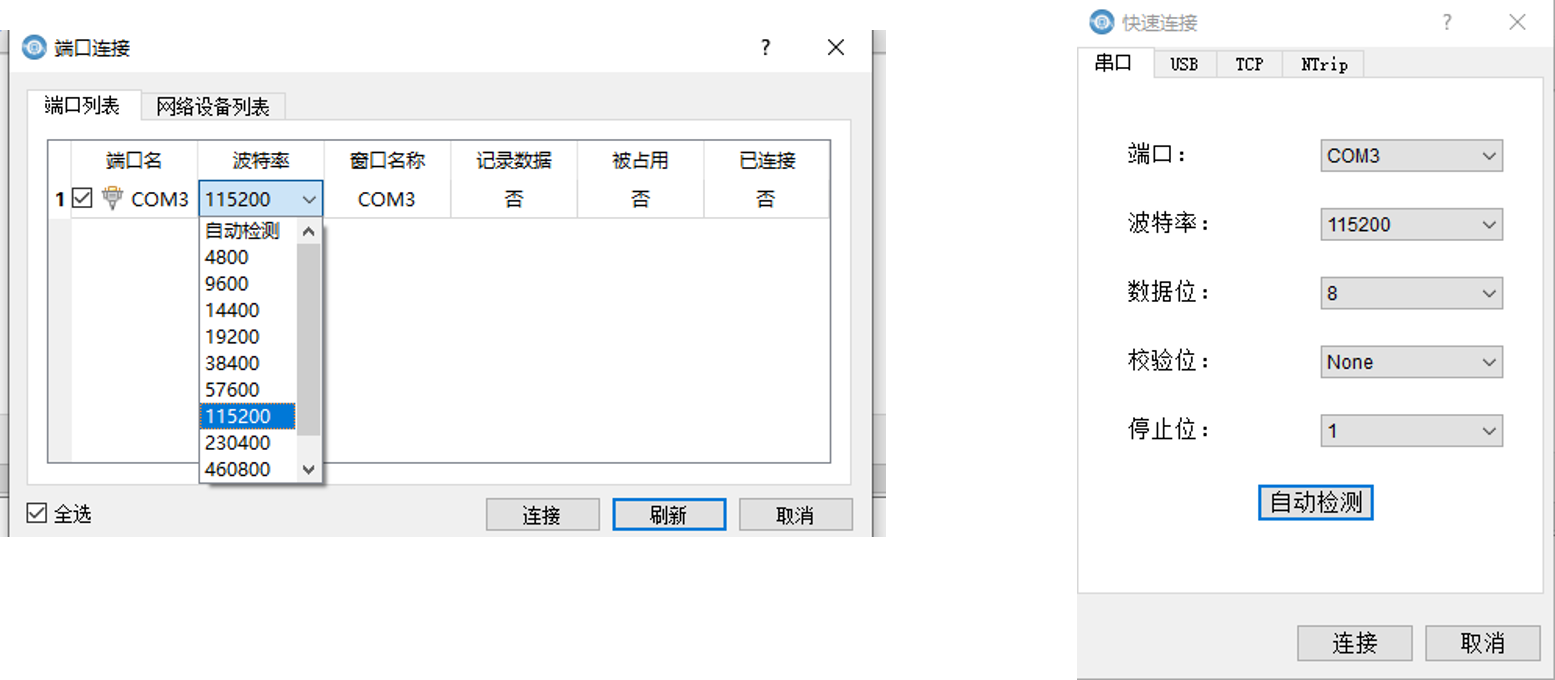 端口连接
?
端口列表 网络设备列表
端口名 波特率 窗口名称 记录数据 被占用 已连接
1 COM3 115200 COM3 否 否 否
自动检测
4800
9600
14400
19200
38400
57600
115200
230400
460800
全选 连接 刷新 取消
快速连接 ?
串口 USB TCP NTrip
端口： COM3
波特率： 115200
数据位： 8
校验位： None
停止位： 1
自动检测
连接 取消